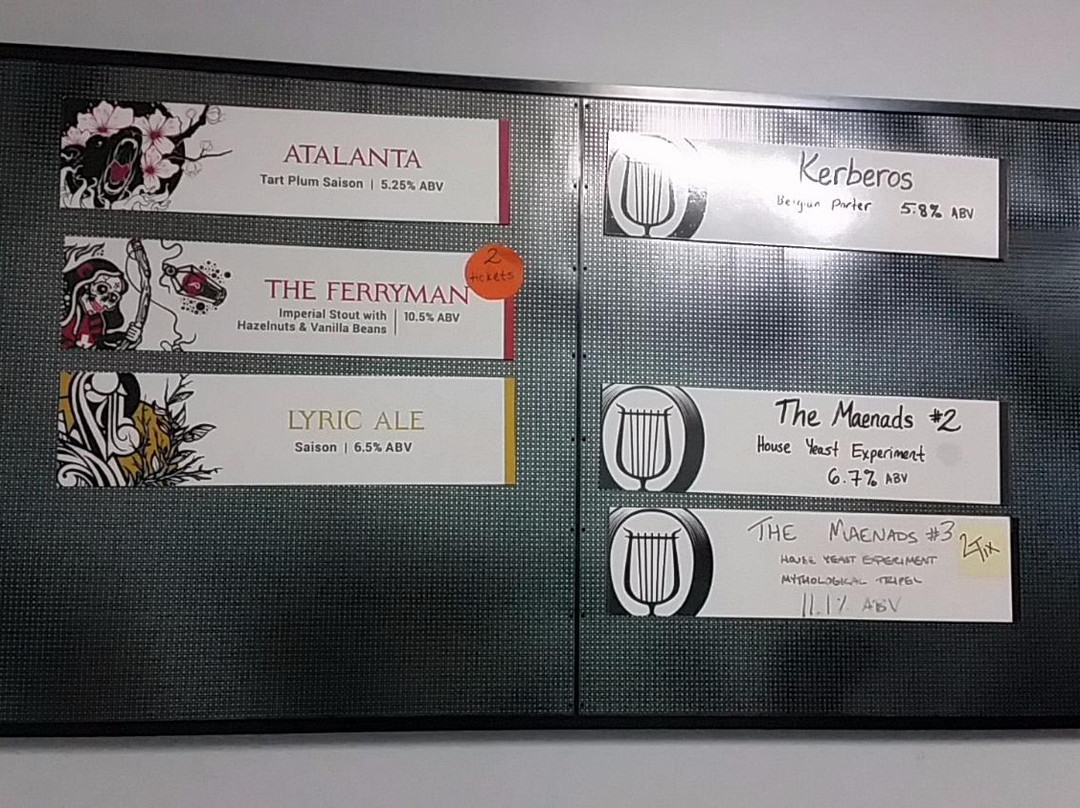 ATALANTA
Tart Plum Saison | 5.25% ABV
2
tickets
THE FERRYMAN
Imperial Stout with
Hazelnuts & Vanilla Beans
10.5% ABV
LYRIC ALE
Saison | 6.5% ABV
Kerberos
Belgian Porter 5.8% ABV
The Maenads #2
House Yeast Experiment
6.7% ABV
THE MAENADS #3
2 Tix
HOUSE YEAST EXPERIMENT
MYTHOLOGICAL TRIPEL
11.1% ABV